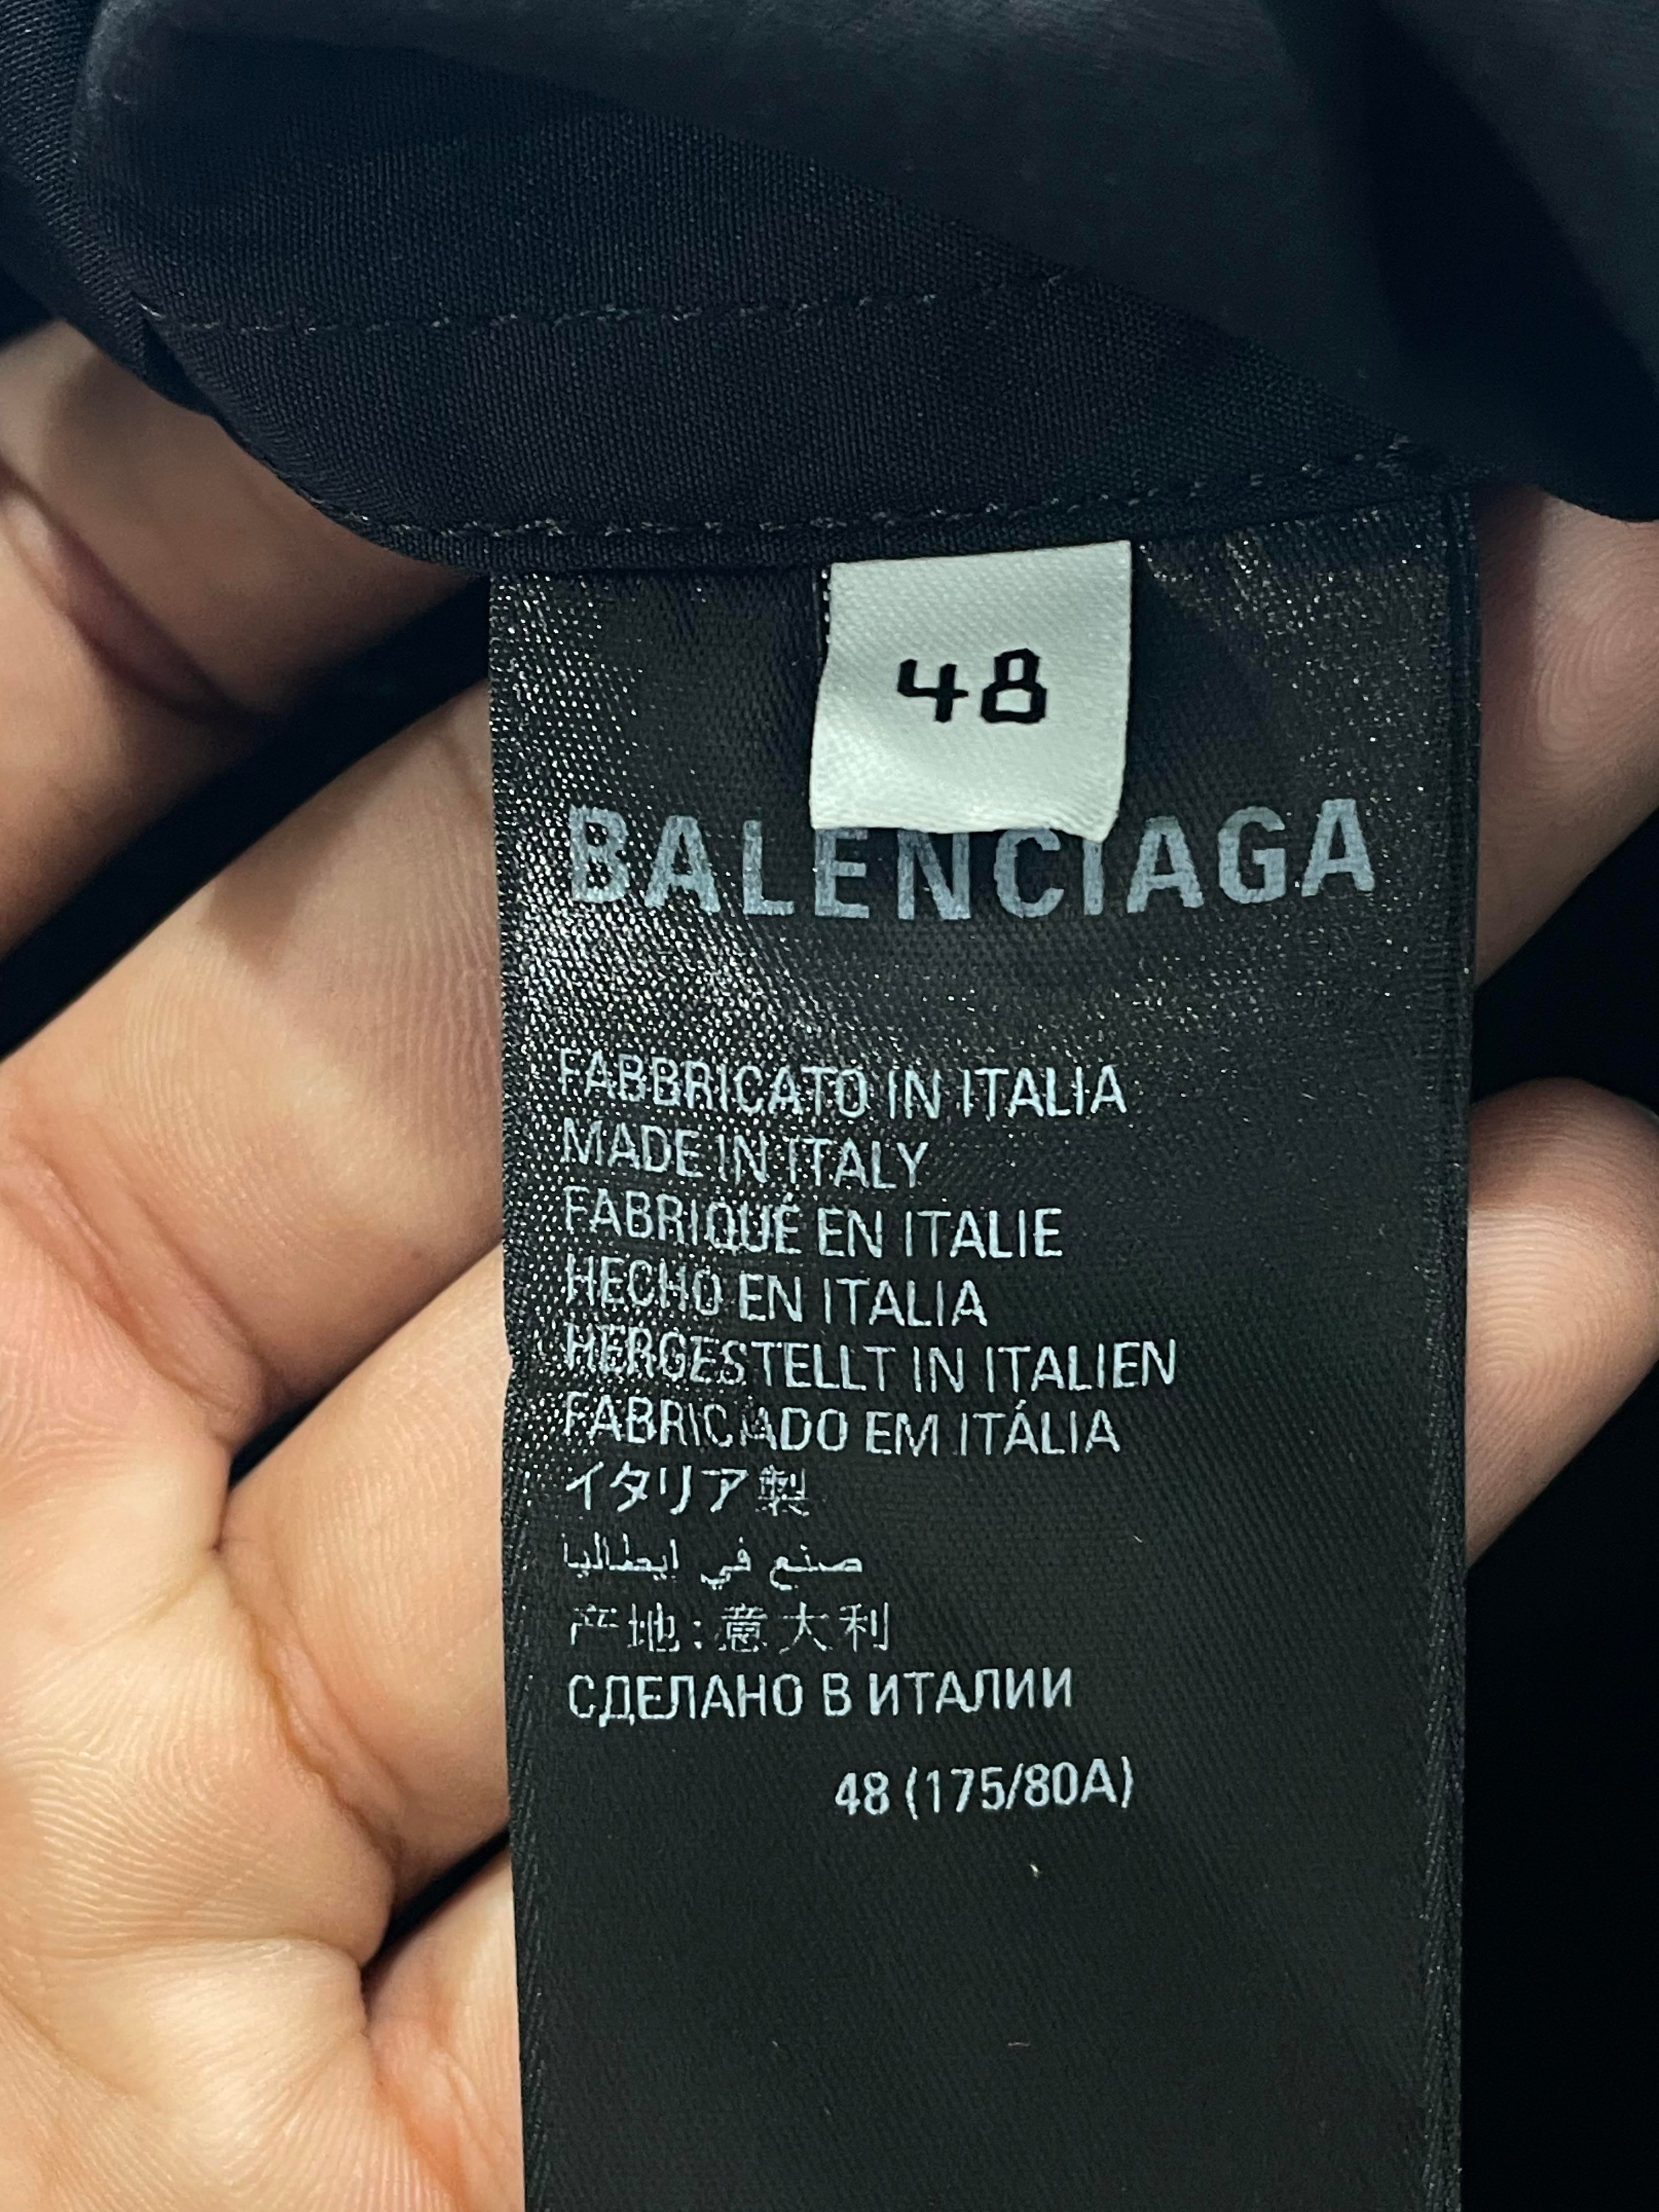 48
BALENCIAGA
FABBRICATO IN ITALIA
MADE IN ITALY
FABRIQUÉ EN ITALIE
HECHO EN ITALIA
HERGESTELLT IN ITALIEN
FABRICADO EM ITÁLIA
イタリア製
صنع في ايطاليا
产地:意大利
СДЕЛАНО В ИТАЛИИ
48 (175/80A)